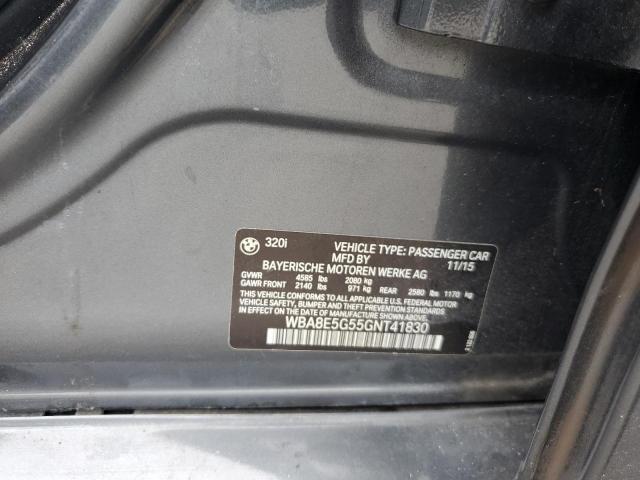 320i VEHICLE TYPE: PASSENGER CAR
MFD BY 11/15
BAYERISCHE MOTOREN WERKE AG
GVWR 4585 lbs 2080 kg
GAWR FRONT 2140 lbs 971 kg REAR 2580 lbs 1170 kg
THIS VEHICLE CONFORMS TO ALL APPLICABLE U.S. FEDERAL MOTOR
VEHICLE SAFETY, BUMPER, AND THEFT PREVENTION STANDARDS
IN EFFECT ON THE DATE OF MANUFACTURE SHOWN ABOVE.
WBA8E5G55GNT41830